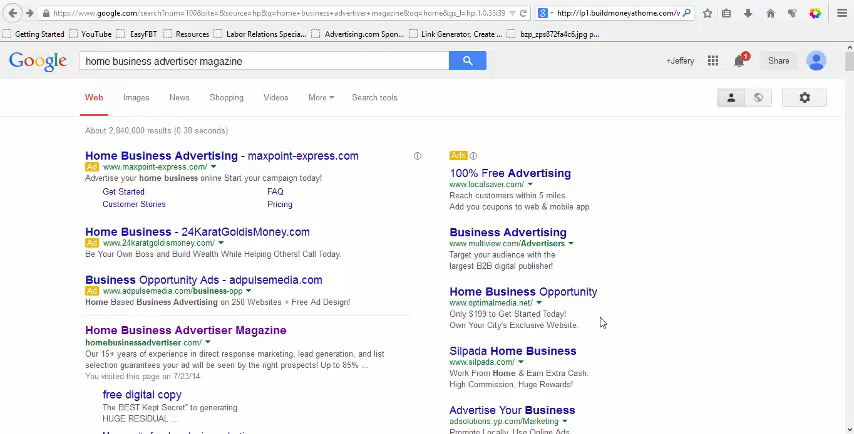 https://www.google.com/search?num=100&site=&source=hp&q=home+business+advertiser+magazine&oq=home&gs_l=hp.1.0.35i39
http://lp1.buildmoneyathome.com/v
Getting Started YouTube EasyFBT Resources Labor Relations Specia... Advertising.com Spon... Link Generator, Create ... bzp_zps872fa4c6.jpg p...
Google home business advertiser magazine +Jeffery 1 Share
Web Images News Shopping Videos More Search tools
About 2,840,000 results (0.38 seconds)
Home Business Advertising - maxpoint-express.com
Ad www.maxpoint-express.com/
Advertise your home business online Start your campaign today!
Get Started FAQ
Customer Stories Pricing
Home Business - 24KaratGoldisMoney.com
Ad www.24karatgoldismoney.com/
Be Your Own Boss and Build Wealth While Helping Others! Call Today.
Business Opportunity Ads - adpulsemedia.com
Ad www.adpulsemedia.com/business-opp
Home Based Business Advertising on 250 Websites + Free Ad Design!
Home Business Advertiser Magazine
homebusinessadvertiser.com/
Our 15+ years of experience in direct response marketing, lead generation, and list
selection guarantees your ad will be seen by the right prospects! Up to 85% ...
You visited this page on 7/23/14.
free digital copy
The BEST Kept Secret" to generating
HUGE RESIDUAL ...
Ads
100% Free Advertising
www.localsaver.com/
Reach customers within 5 miles
Add you coupons to web & mobile app
Business Advertising
www.multiview.com/Advertisers
Target your audience with the
largest B2B digital publisher!
Home Business Opportunity
www.optimalmedia.net/
Only $199 to Get Started Today!
Own Your City's Exclusive Website.
Silpada Home Business
www.silpada.com/
Work From Home & Earn Extra Cash.
High Commission, Huge Rewards!
Advertise Your Business
adsolutions.yp.com/Marketing
Promote Locally. Use Online Ads